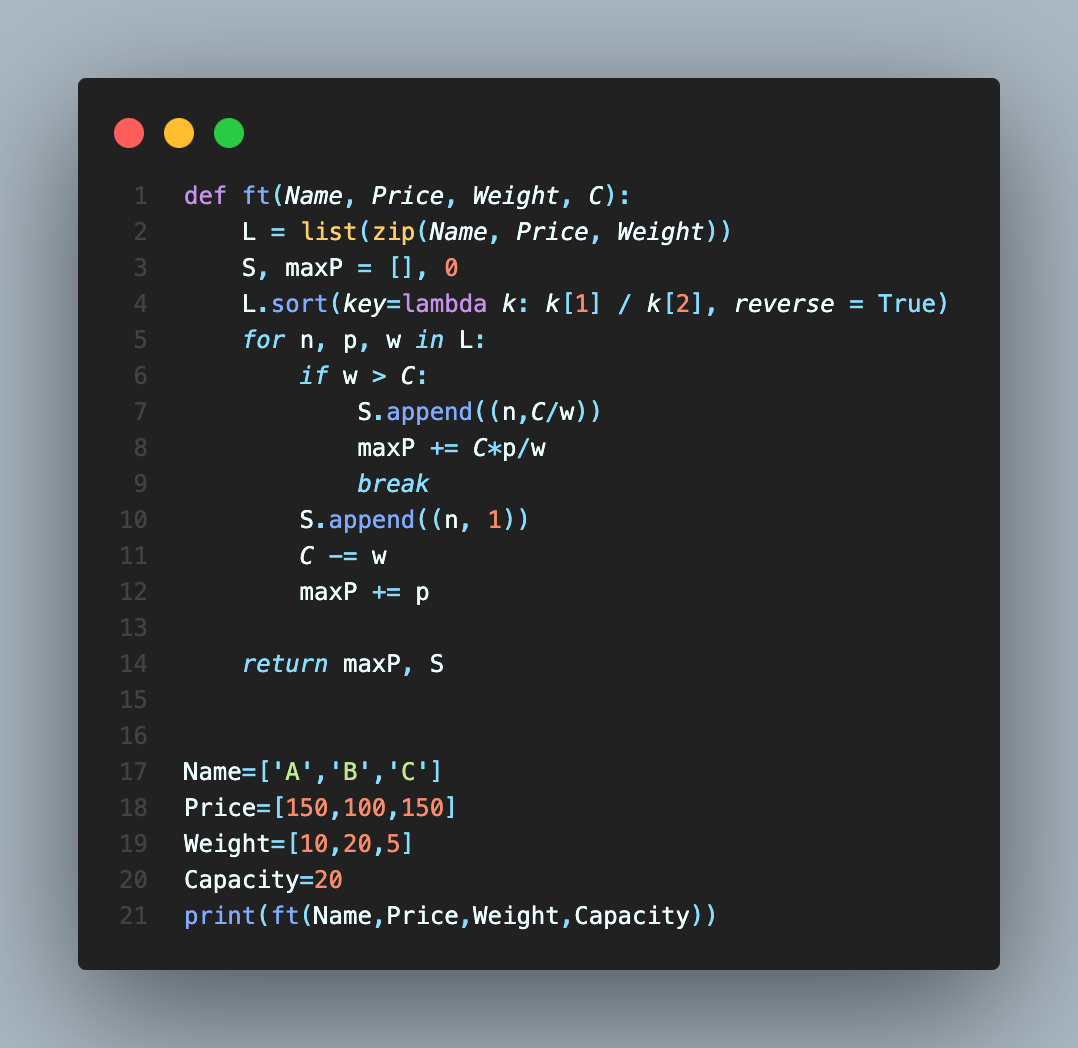 1 def ft(Name, Price, Weight, C):
2     L = list(zip(Name, Price, Weight))
3     S, maxP = [], 0
4     L.sort(key=lambda k: k[1] / k[2], reverse = True)
5     for n, p, w in L:
6         if w > C:
7             S.append((n,C/w))
8             maxP += C*p/w
9             break
10         S.append((n, 1))
11         C -= w
12         maxP += p
13
14     return maxP, S
15
16
17 Name=['A','B','C']
18 Price=[150,100,150]
19 Weight=[10,20,5]
20 Capacity=20
21 print(ft(Name,Price,Weight,Capacity))